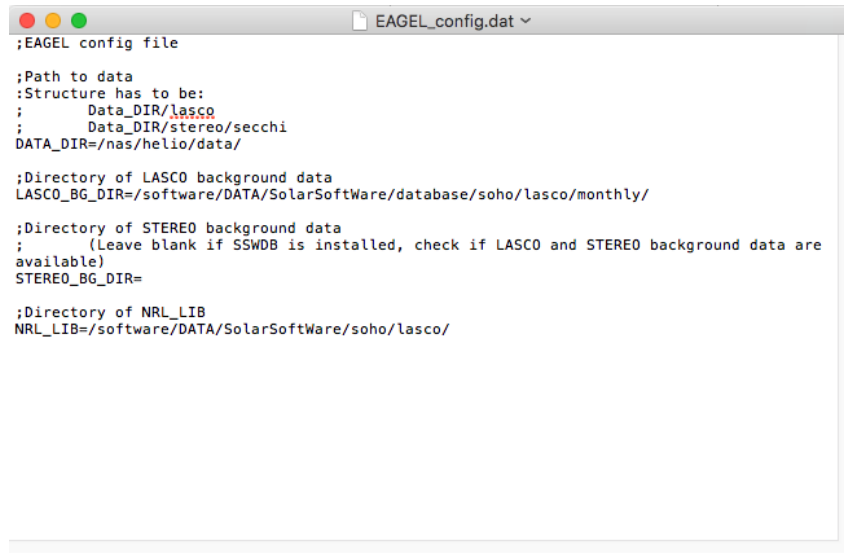 EAGEL_config.dat
;EAGEL config file
;Path to data
:Structure has to be:
;       Data_DIR/lasco
;       Data_DIR/stereo/secchi
DATA_DIR=/nas/helio/data/
;Directory of LASCO background data
LASCO_BG_DIR=/software/DATA/SolarSoftWare/database/soho/lasco/monthly/
;Directory of STEREO background data
;       (Leave blank if SSWDB is installed, check if LASCO and STEREO background data are
available)
STEREO_BG_DIR=
;Directory of NRL_LIB
NRL_LIB=/software/DATA/SolarSoftWare/soho/lasco/